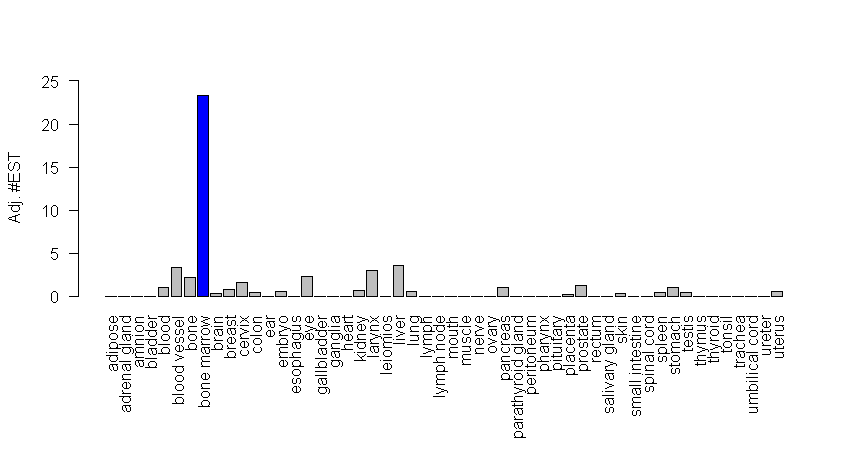 Adj. #EST
25
20
15
10
5
0
adipose
adrenal gland
amnion
bladder
blood
blood vessel
bone
bone marrow
brain
breast
cervix
colon
ear
embryo
esophagus
eye
gallbladder
ganglia
heart
kidney
larynx
leiomios
liver
lung
lymph
lymph node
mouth
muscle
nerve
ovary
pancreas
parathyroid gland
peritoneum
pharynx
pituitary
placenta
prostate
rectum
salivary gland
skin
small intestine
spinal cord
spleen
stomach
testis
thymus
thyroid
tonsil
trachea
umbilical cord
ureter
uterus